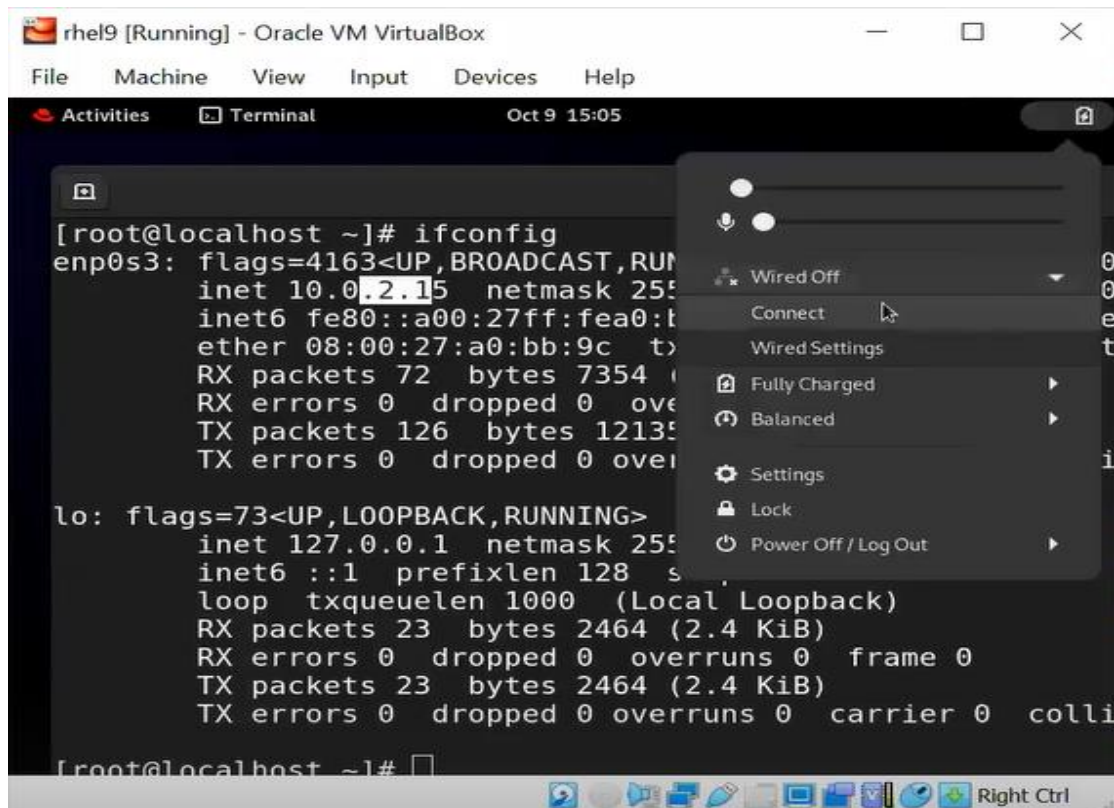 rhel9 [Running] - Oracle VM VirtualBox
File Machine View Input Devices Help
Activities Terminal Oct 9 15:05
[root@localhost ~]# ifconfig
enp0s3: flags=4163<UP,BROADCAST,RUN
inet 10.0.2.15 netmask 255
inet6 fe80::a00:27ff:fea0:b
ether 08:00:27:a0:bb:9c tx
RX packets 72 bytes 7354
RX errors 0 dropped 0 ove
TX packets 126 bytes 12135
TX errors 0 dropped 0 over
lo: flags=73<UP,LOOPBACK,RUNNING>
inet 127.0.0.1 netmask 255
inet6 ::1 prefixlen 128
loop txqueuelen 1000 (Local Loopback)
RX packets 23 bytes 2464 (2.4 KiB)
RX errors 0 dropped 0 overruns 0 frame 0
TX packets 23 bytes 2464 (2.4 KiB)
TX errors 0 dropped 0 overruns 0 carrier 0 colli
[root@localhost ~]#
Wired Off
Connect
Wired Settings
Fully Charged
Balanced
Settings
Lock
Power Off / Log Out
Right Ctrl